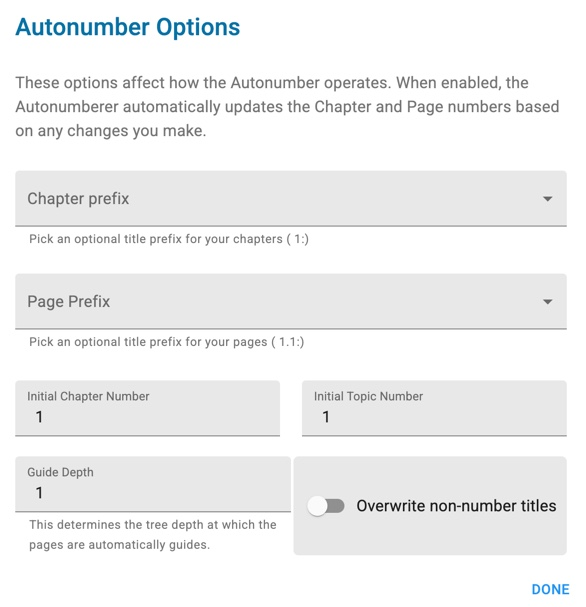 Autonumber Options
These options affect how the Autonumber operates. When enabled, the
Autonumberer automatically updates the Chapter and Page numbers based
on any changes you make.
Chapter prefix
Pick an optional title prefix for your chapters ( 1:)
Page Prefix
Pick an optional title prefix for your pages ( 1.1:)
Initial Chapter Number
1
Initial Topic Number
1
Guide Depth
1
This determines the tree depth at which the
pages are automatically guides.
Overwrite non-number titles
DONE